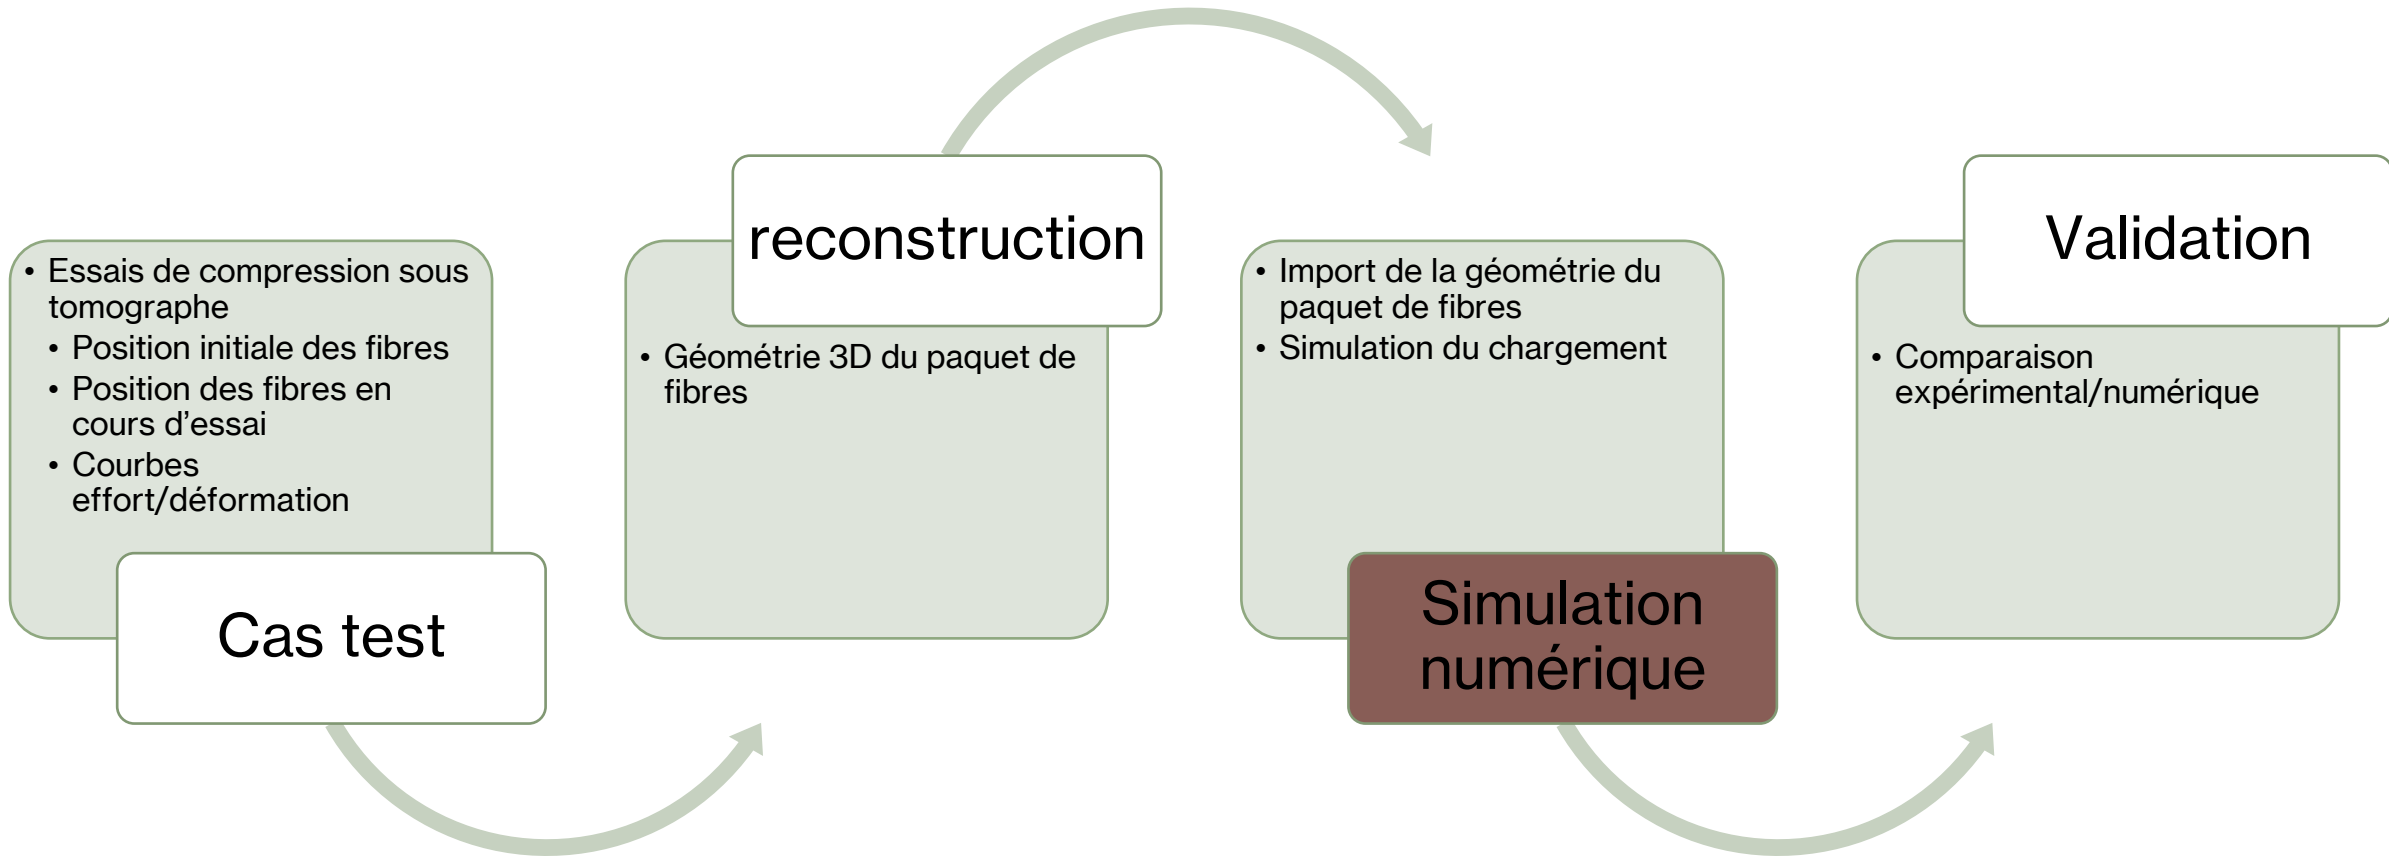 • Essais de compression sous
tomographe
• Position initiale des fibres
• Position des fibres en
cours d’essai
• Courbes
effort/déformation
Cas test
reconstruction
• Géométrie 3D du paquet de
fibres
• Import de la géométrie du
paquet de fibres
• Simulation du chargement
Simulation
numérique
Validation
• Comparaison
expérimental/numérique